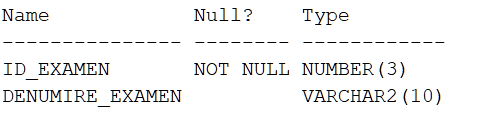 Name Null? Type
--------------- -------- ------------
ID_EXAMEN NOT NULL NUMBER(3)
DENUMIRE_EXAMEN VARCHAR2(10)